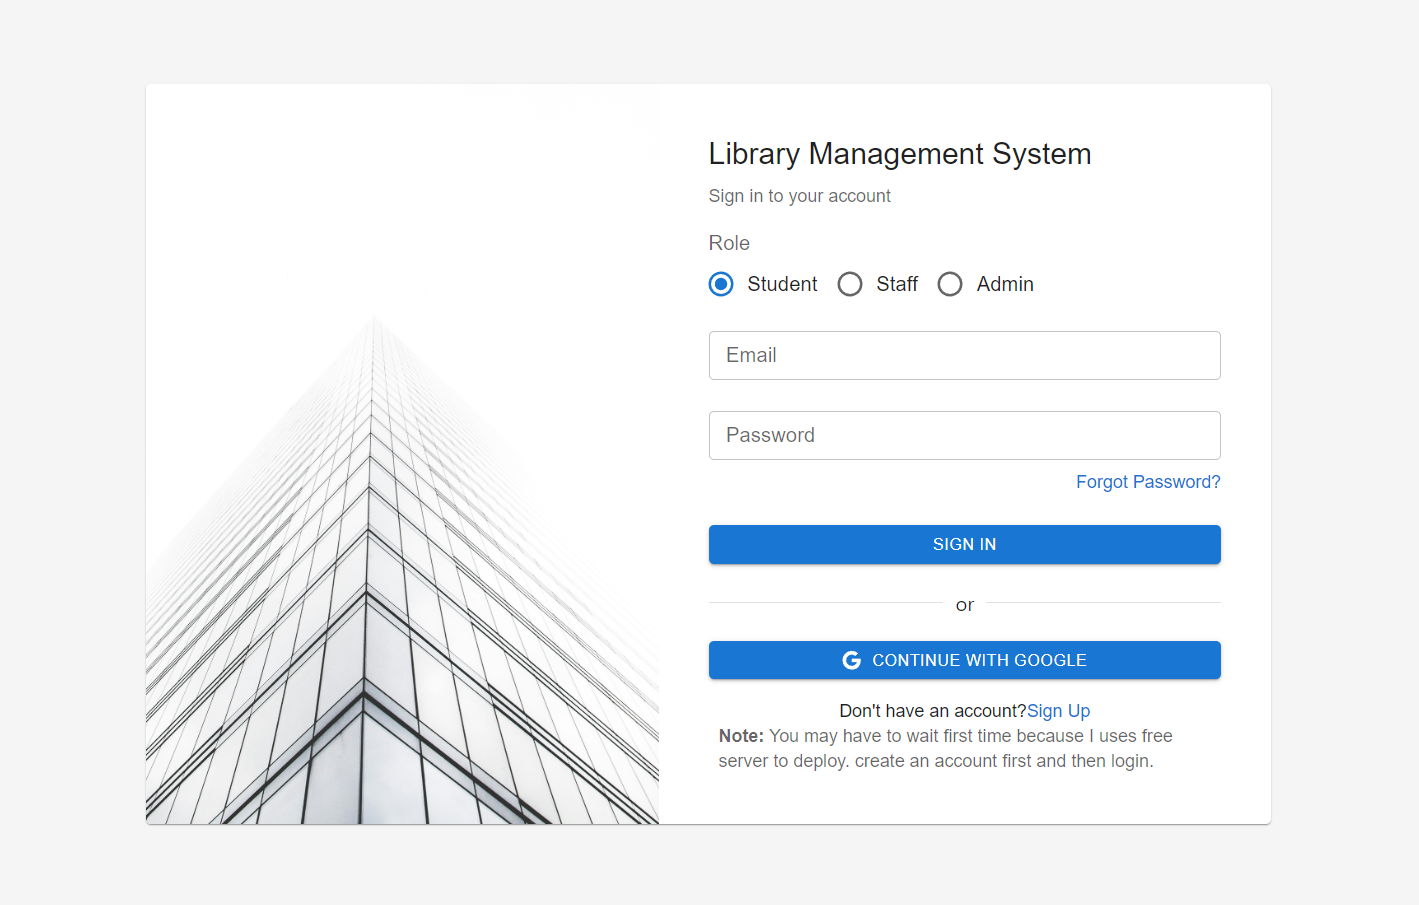 Library Management System
Sign in to your account
Role
Student Staff Admin
Email
Password
Forgot Password?
SIGN IN
or
CONTINUE WITH GOOGLE
Don't have an account?Sign Up
Note: You may have to wait first time because I uses free
server to deploy. create an account first and then login.